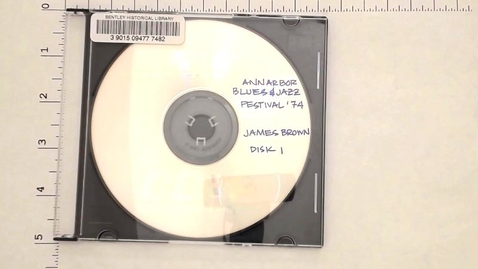 BENTLEY HISTORICAL LIBRARY
3 9015 09477 7482
ANN ARBOR
BLUES & JAZZ
FESTIVAL '74
JAMES BROWN
DISK 1
0
1
2
3
4
5